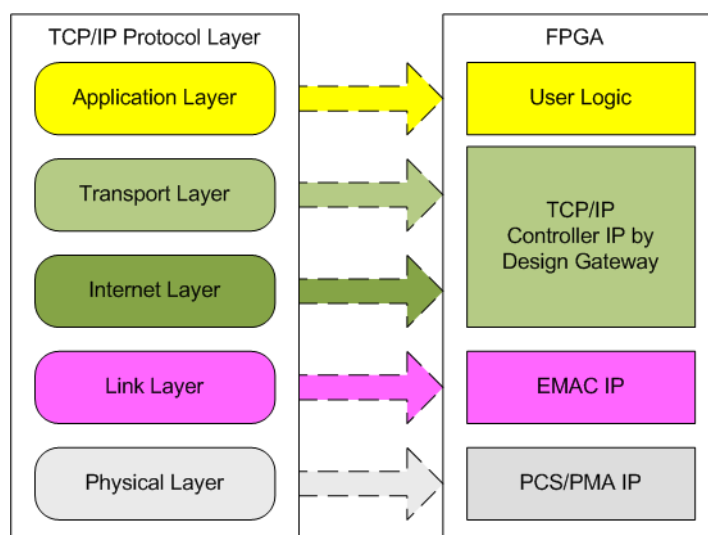 TCP/IP Protocol Layer
Application Layer
Transport Layer
Internet Layer
Link Layer
Physical Layer
FPGA
User Logic
TCP/IP
Controller IP by
Design Gateway
EMAC IP
PCS/PMA IP